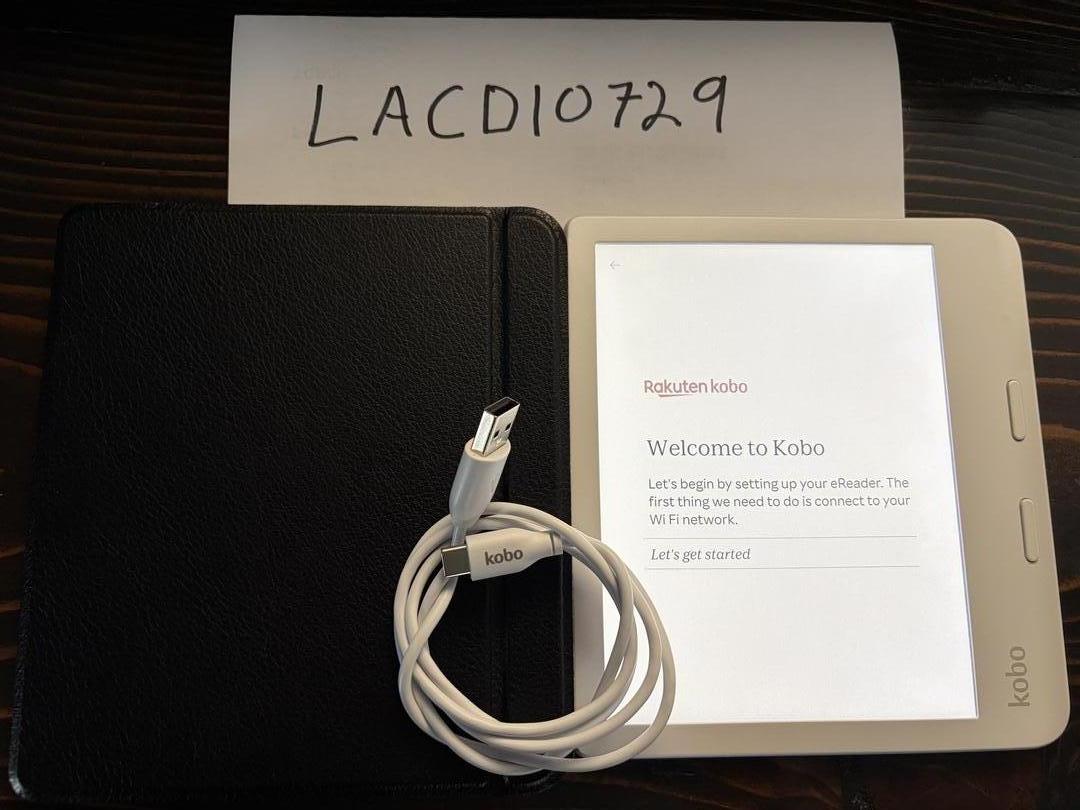 LACDIO729
Rakuten kobo
Welcome to Kobo
Let's begin by setting up your eReader. The
first thing we need to do is connect to your
Wi Fi network.
Let's get started
kobo
kobo